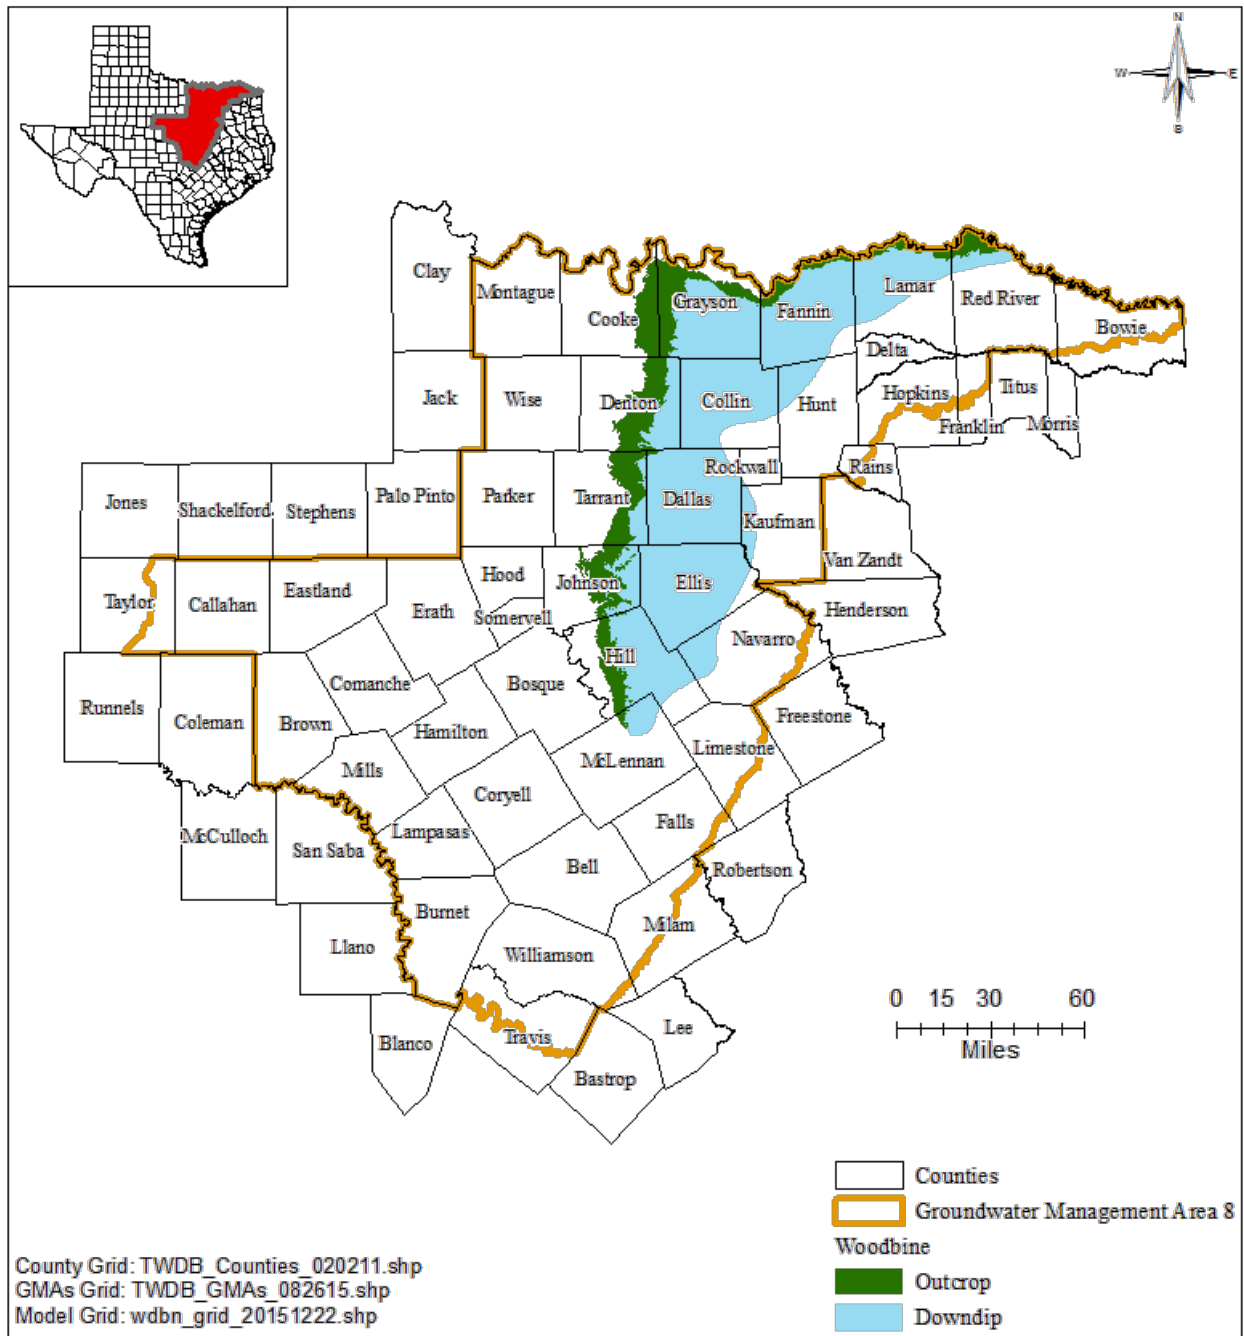 N
W
E
S
Clay
Montague
Cooke
Grayson
Fannin
Lamar
Red River
Bowie
Delta
Jack
Wise
Denton
Collin
Hunt
Hopkins
Titus
Franklin
Morris
Rockwall
Rains
Jones
Shackelford
Stephens
Palo Pinto
Parker
Tarrant
Dallas
Kaufman
Van Zandt
Taylor
Callahan
Eastland
Erath
Hood
Somervell
Johnson
Ellis
Henderson
Navarro
Hill
Bosque
Comanche
Runnels
Coleman
Brown
Hamilton
Freestone
Limestone
McLennan
Mills
Coryell
Falls
McCulloch
San Saba
Lampasas
Bell
Robertson
Burnet
Milam
Llano
Williamson
Blanco
Travis
Lee
Bastrop
0 15 30 60
Miles
Counties
Groundwater Management Area 8
Woodbine
Outcrop
Downdip
County Grid: TWDB_Counties_020211.shp
GMAs Grid: TWDB_GMAs_082615.shp
Model Grid: wdbn_grid_20151222.shp